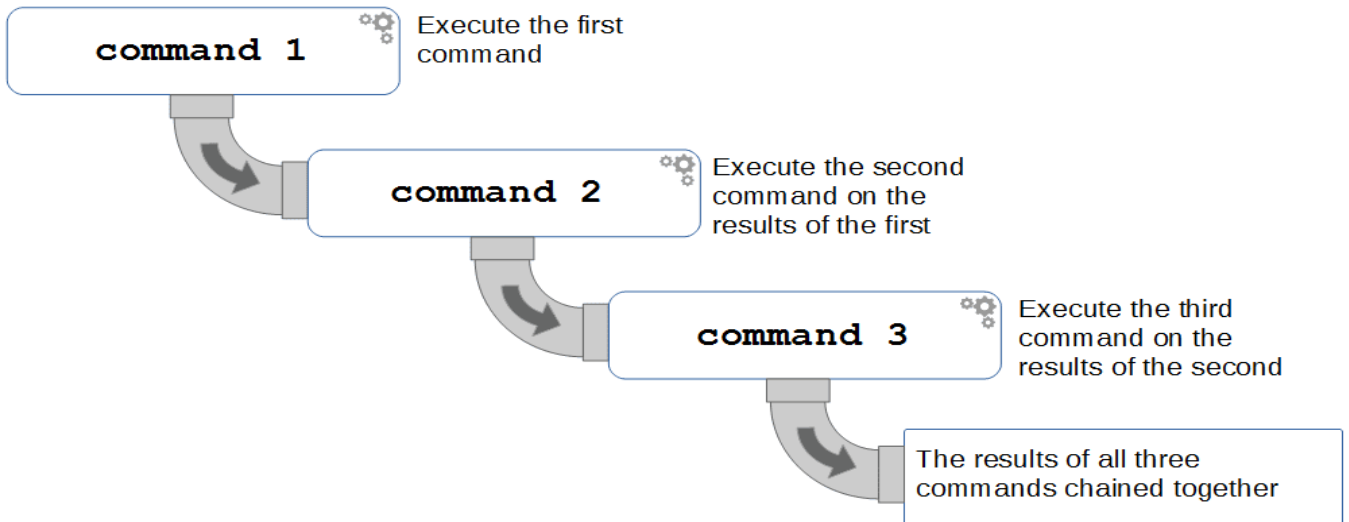 command 1
Execute the first
command
command 2
Execute the second
command on the
results of the first
command 3
Execute the third
command on the
results of the second
The results of all three
commands chained together